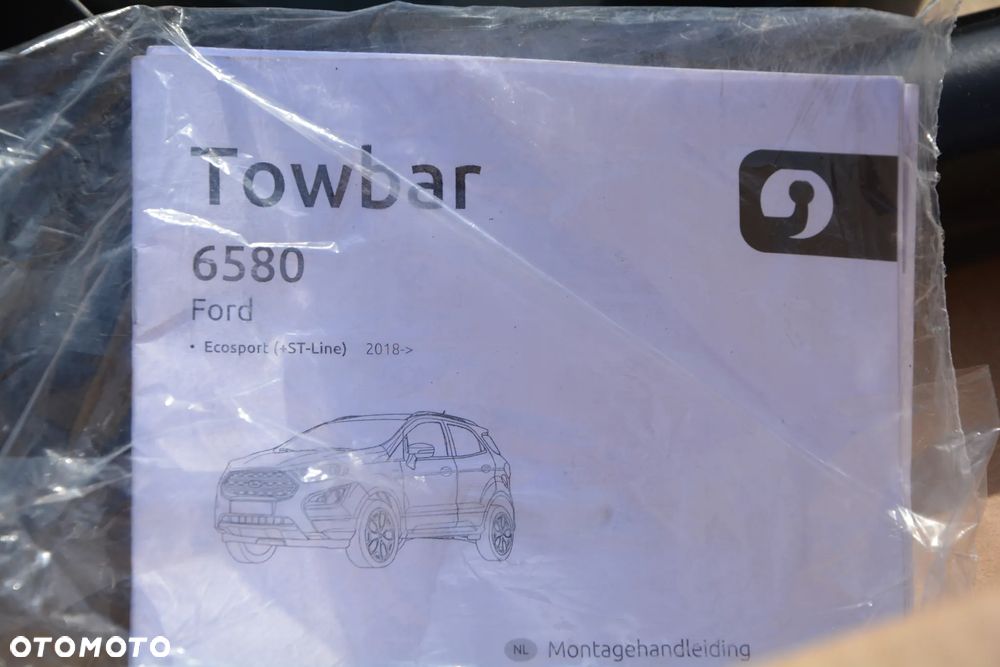 Towbar
6580
Ford
• Ecosport (+ST-Line) 2018->
NL Montagehandleiding
OTOMOTO